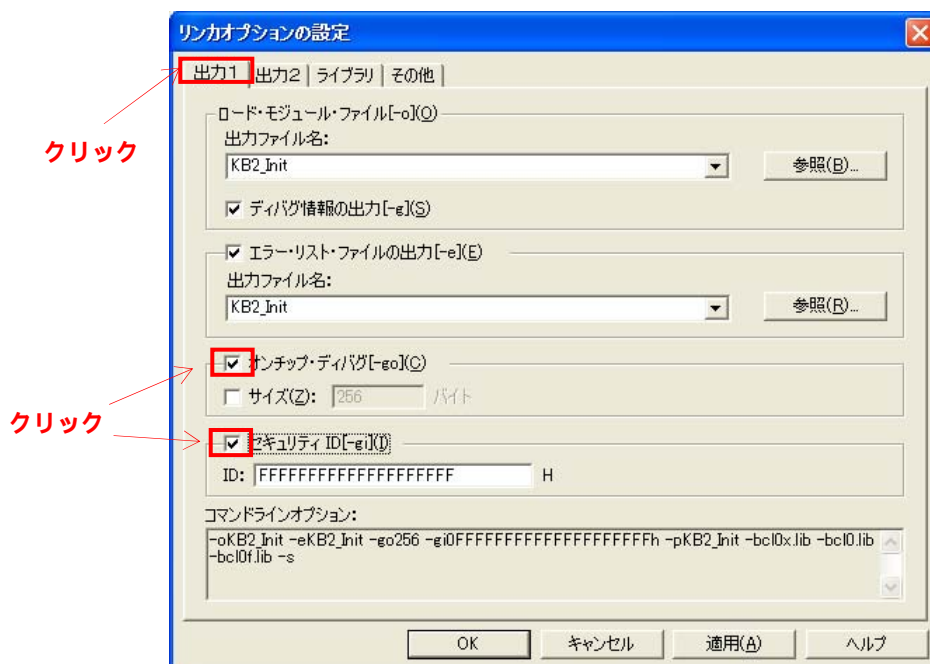 リンカオプションの設定
出力1 出力2 ライブラリ その他
クリック
ロード・モジュール・ファイル[-o](O)
出力ファイル名:
KB2_Init 参照(B)...
ディバグ情報の出力[-g](S)
エラー・リスト・ファイルの出力[-e](E)
出力ファイル名:
KB2_Init 参照(R)...
オンチップ・ディバグ[-go](C)
サイズ(Z): 256 バイト
クリック
セキュリティ ID[-gi](I)
ID: FFFFFFFFFFFFFFFFFFFF H
コマンドラインオプション:
-oKB2_Init -eKB2_Init -go256 -gi0FFFFFFFFFFFFFFFFFFFFh -pKB2_Init -bcl0x.lib -bcl0.lib
-bcl0f.lib -s
OK キャンセル 適用(A) ヘルプ